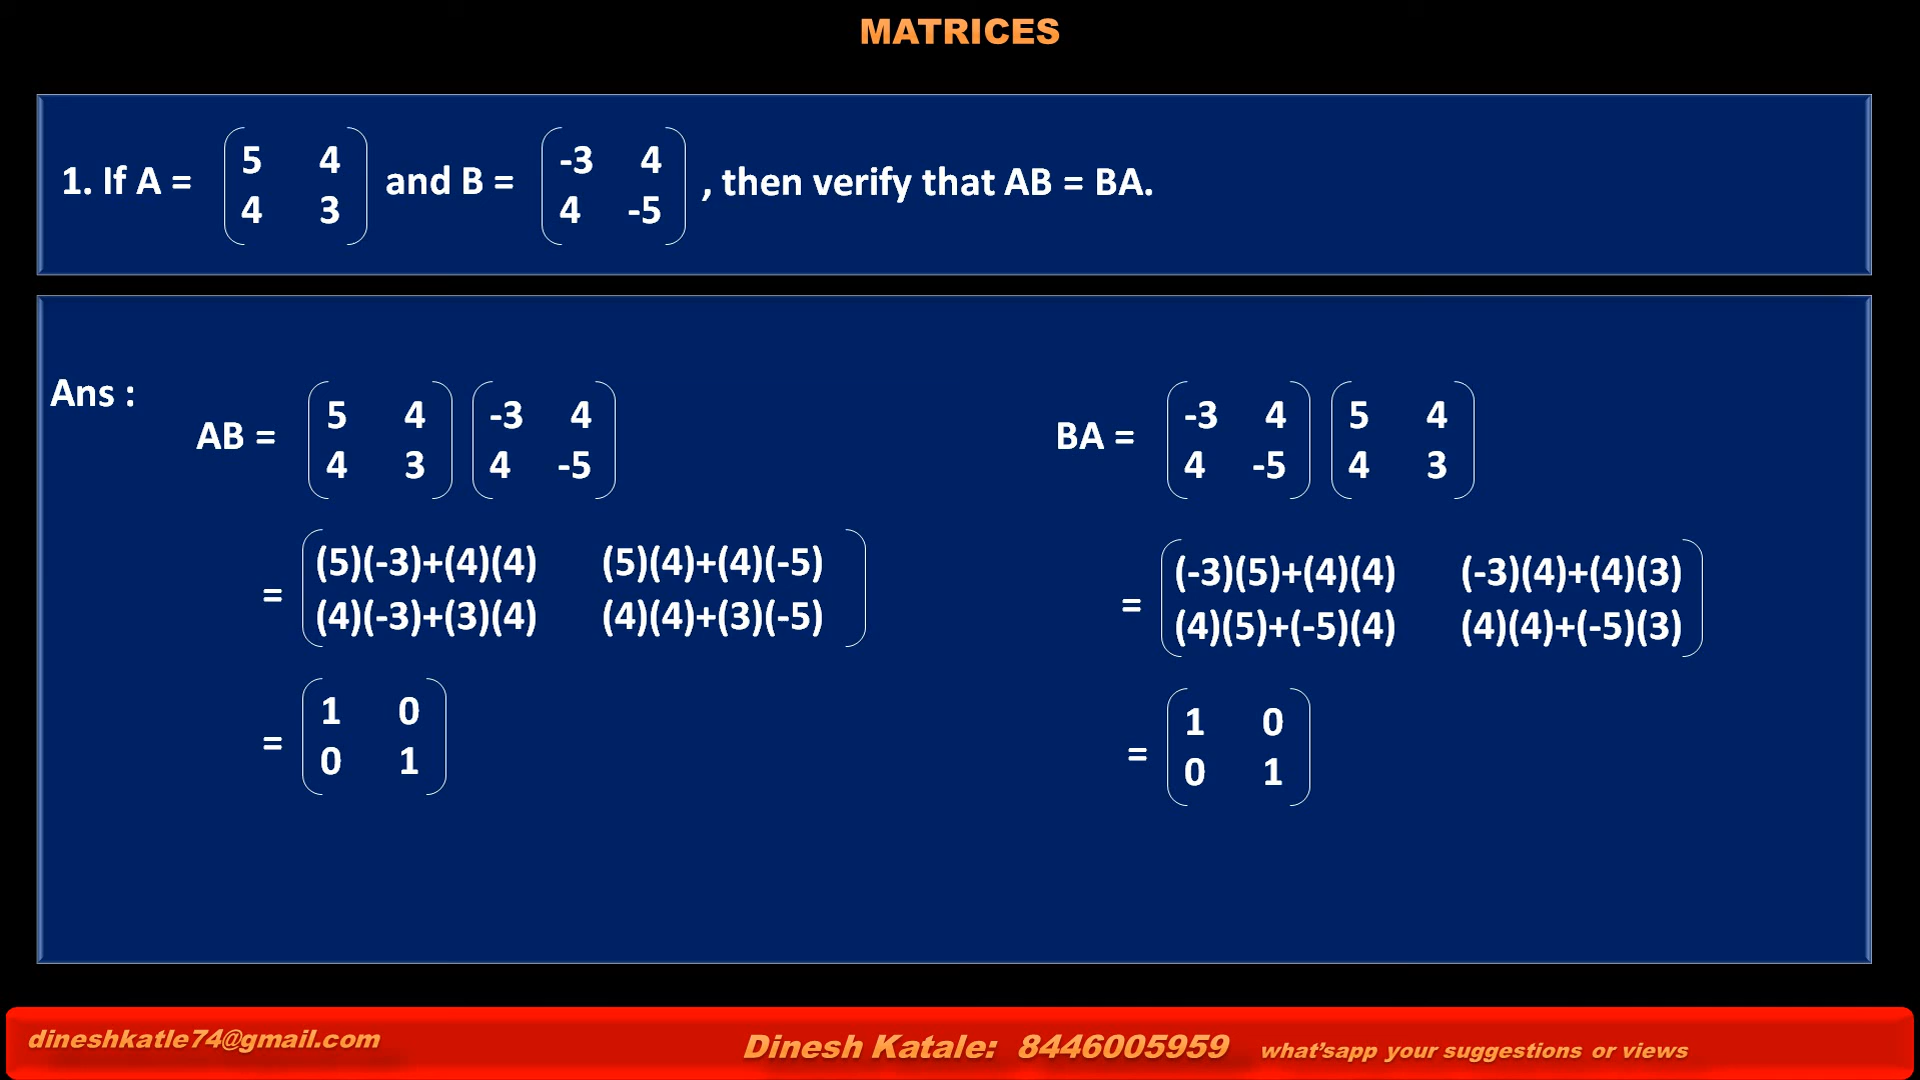 MATRICES
1. If A = (5 4
4 3) and B = (-3 4
4 -5) , then verify that AB = BA.
Ans :
AB = (5 4
4 3) (-3 4
4 -5)
= ((5)(-3)+(4)(4) (5)(4)+(4)(-5)
(4)(-3)+(3)(4) (4)(4)+(3)(-5))
= (1 0
0 1)
BA = (-3 4
4 -5) (5 4
4 3)
= ((-3)(5)+(4)(4) (-3)(4)+(4)(3)
(4)(5)+(-5)(4) (4)(4)+(-5)(3))
= (1 0
0 1)
dineshkatle74@gmail.com Dinesh Katale: 8446005959 what'sapp your suggestions or views